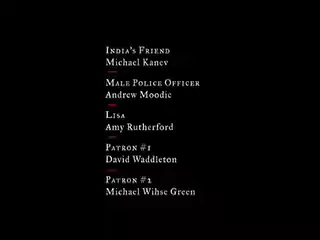 India's Friend
Michael Kanev
Male Police Officer
Andrew Moodie
Lisa
Amy Rutherford
Patron #1
David Waddleton
Patron #2
Michael Wihse Green